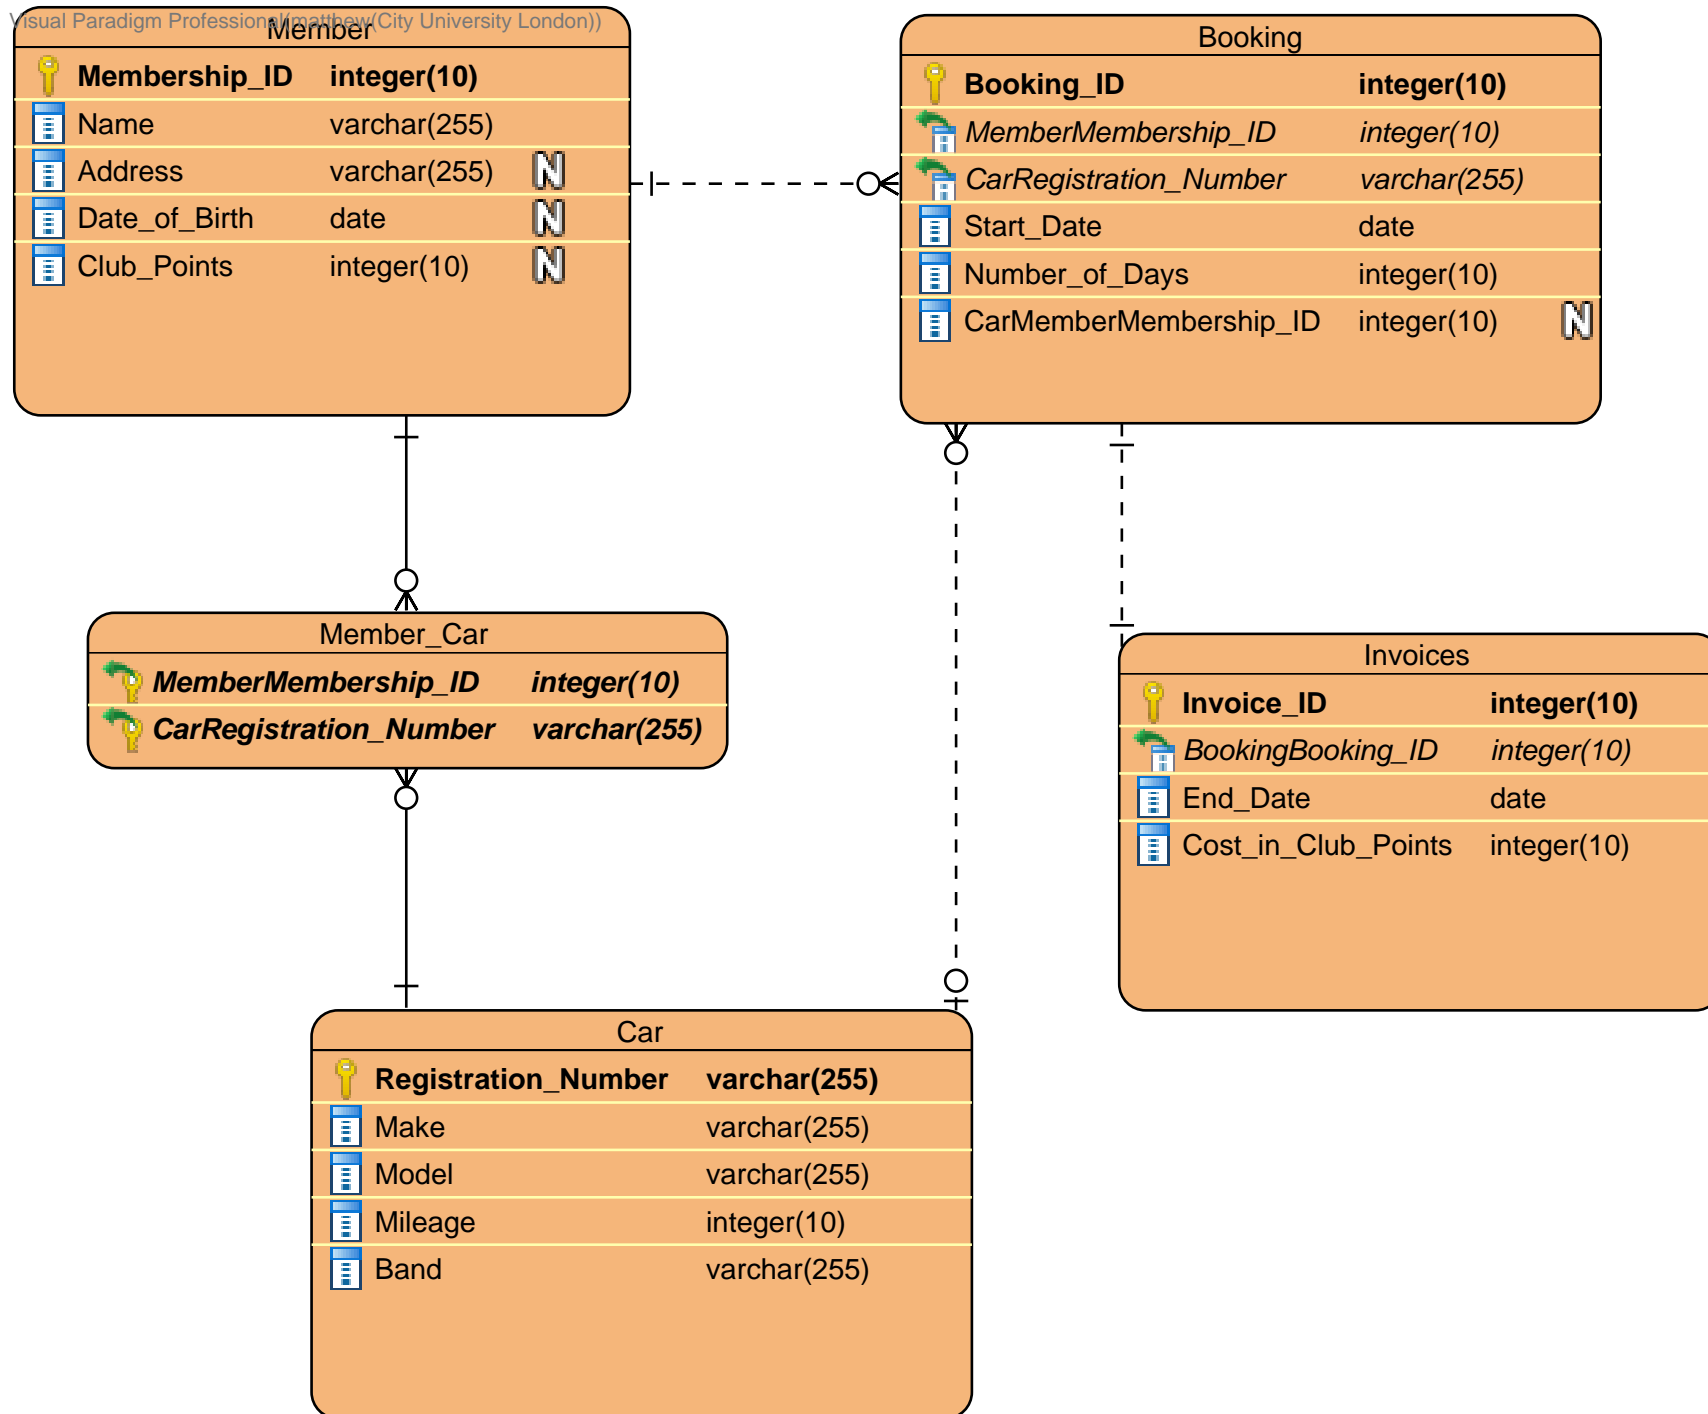 Visual Paradigm Professional(matthew(City University London))
Member
Membership_ID integer(10)
Name varchar(255)
Address varchar(255) N
Date_of_Birth date N
Club_Points integer(10) N
Booking
Booking_ID integer(10)
MemberMembership_ID integer(10)
CarRegistration_Number varchar(255)
Start_Date date
Number_of_Days integer(10)
CarMemberMembership_ID integer(10) N
Member_Car
MemberMembership_ID integer(10)
CarRegistration_Number varchar(255)
Invoices
Invoice_ID integer(10)
BookingBooking_ID integer(10)
End_Date date
Cost_in_Club_Points integer(10)
Car
Registration_Number varchar(255)
Make varchar(255)
Model varchar(255)
Mileage integer(10)
Band varchar(255)